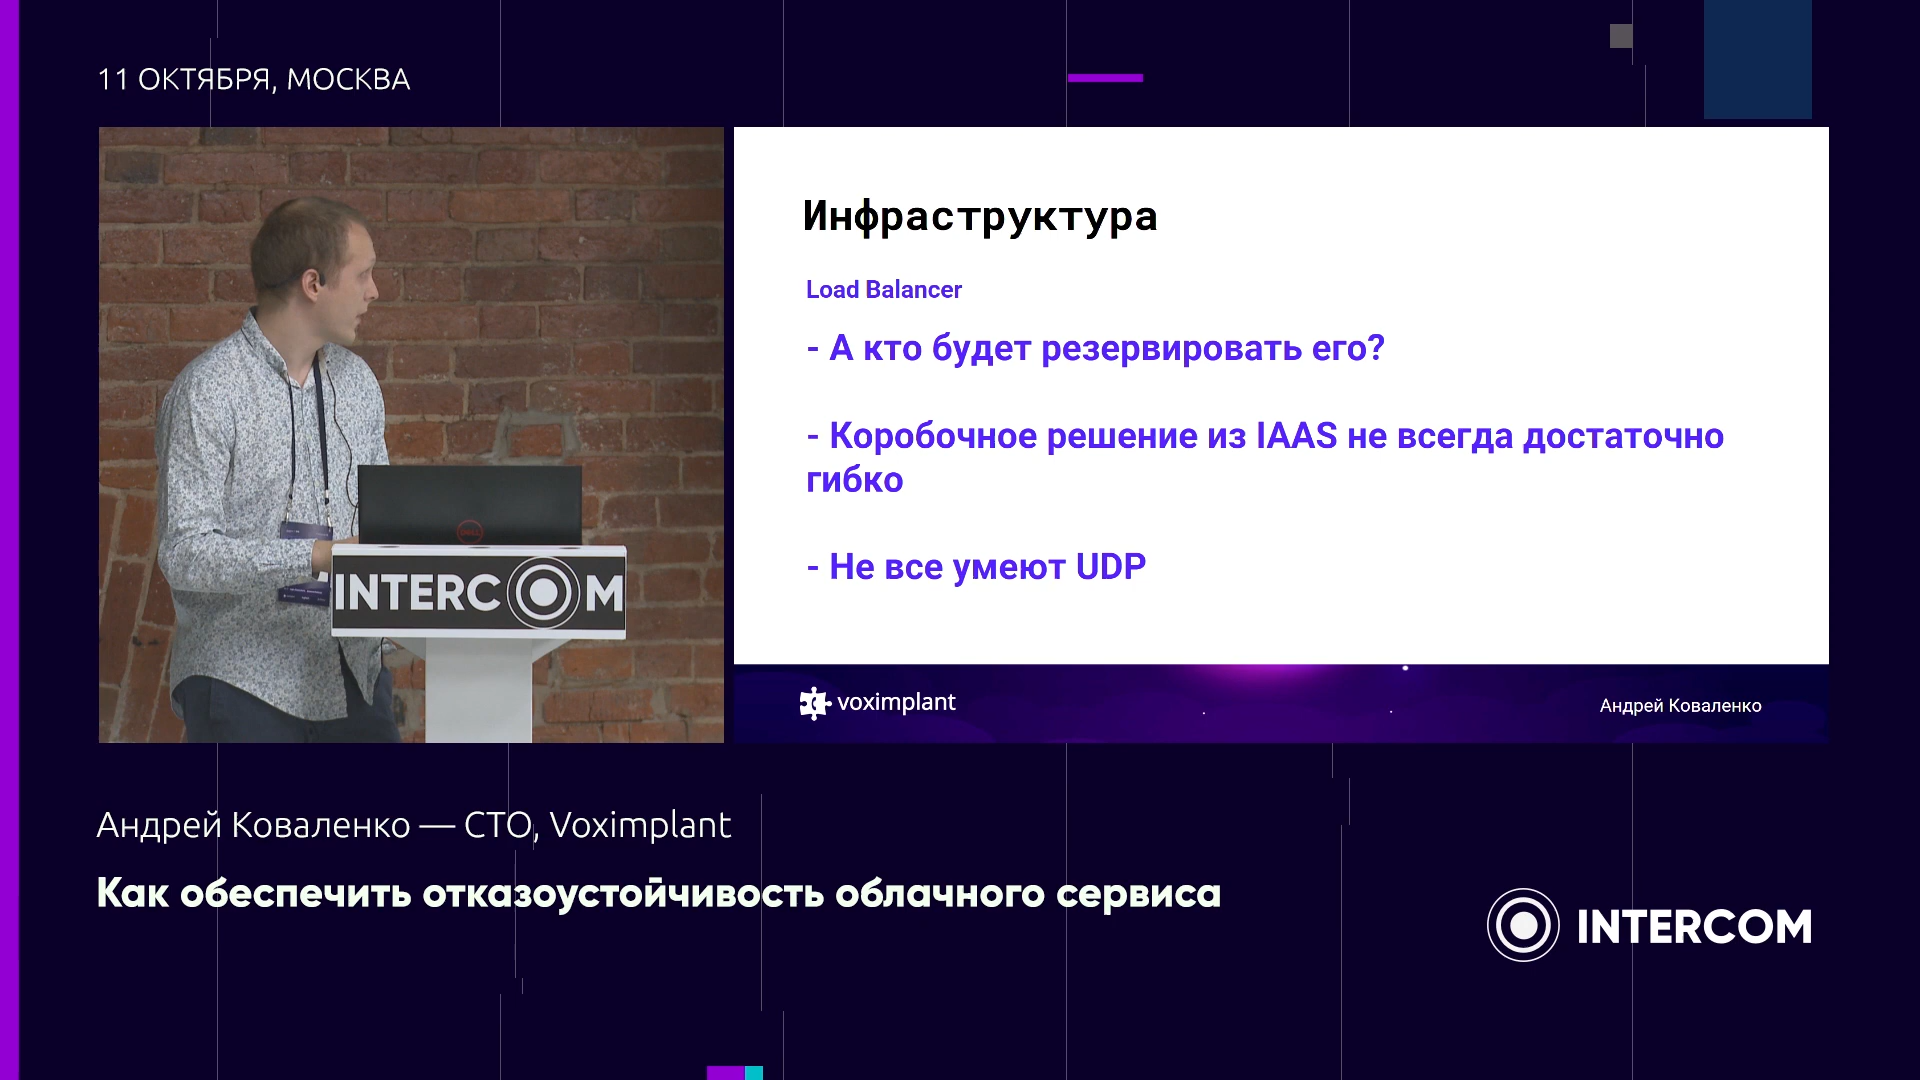 11 ОКТЯБРЯ, МОСКВА
Инфраструктура
Load Balancer
- А кто будет резервировать его?
- Коробочное решение из IAAS не всегда достаточно
гибко
- Не все умеют UDP
voximplant
Андрей Коваленко
DELL
INTERCOM
Андрей Коваленко — CTO, Voximplant
Как обеспечить отказоустойчивость облачного сервиса
INTERCOM